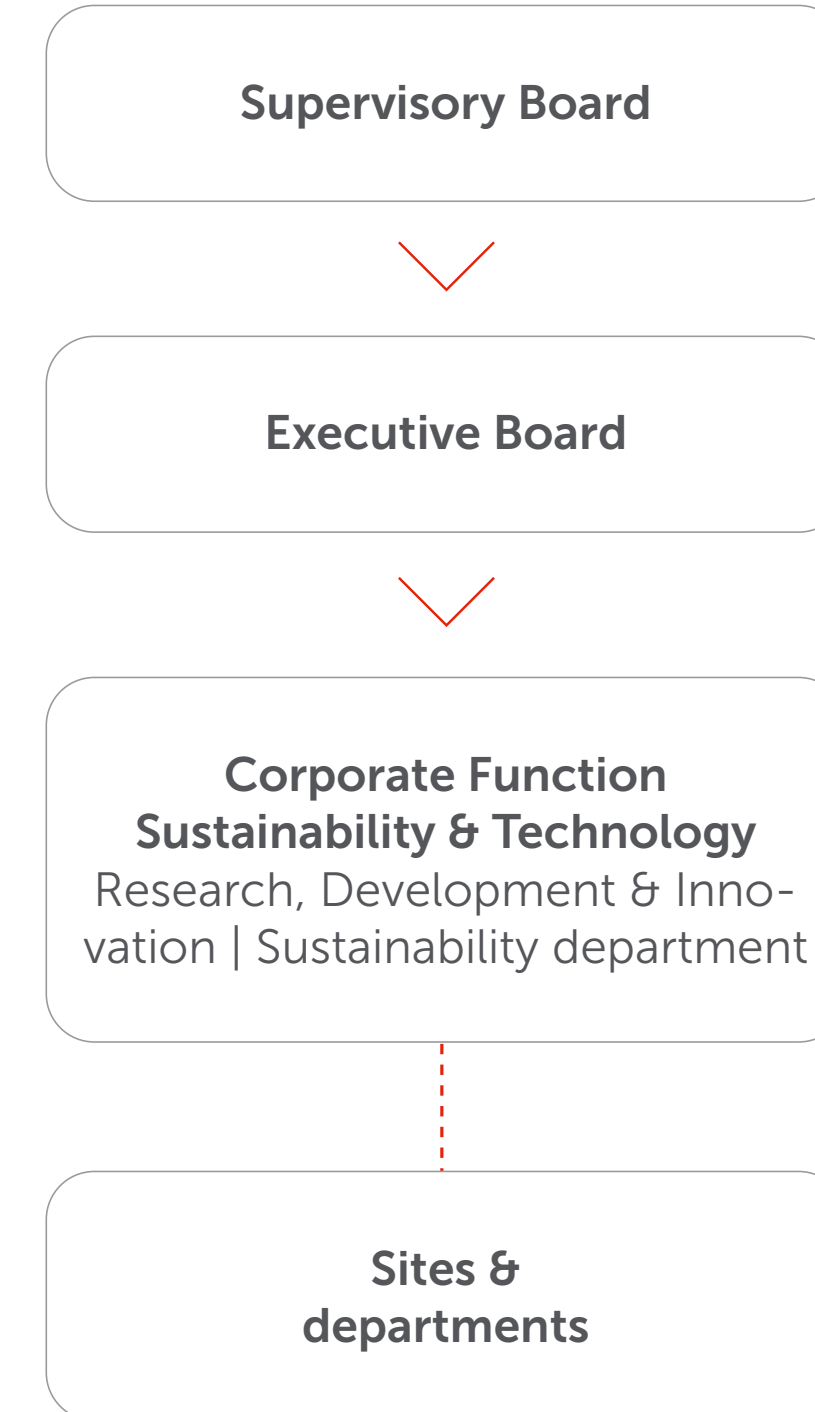 Supervisory Board
Executive Board
Corporate Function
Sustainability & Technology
Research, Development & Inno-
vation | Sustainability department
Sites &
departments